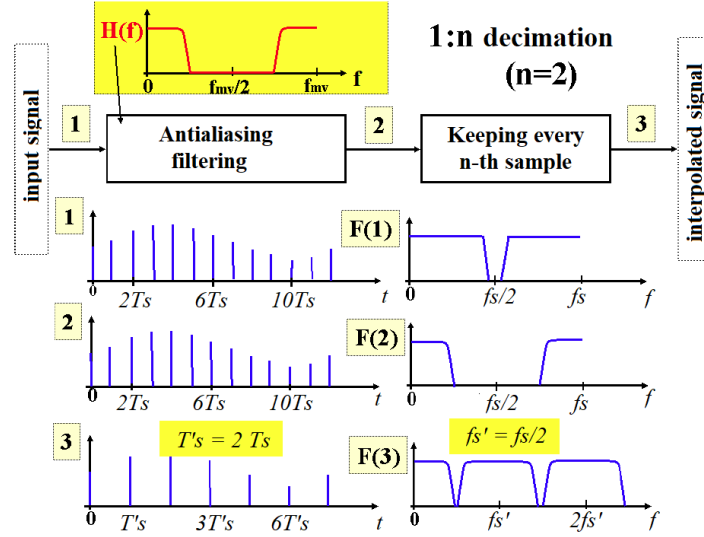 H(f)
0
f_mv/2
f_mv
f
1:n decimation
(n=2)
input signal
1
Antialiasing
filtering
2
Keeping every
n-th sample
3
interpolated signal
1
0
2Ts
6Ts
10Ts
t
F(1)
0
fs/2
fs
f
2
0
2Ts
6Ts
10Ts
t
F(2)
0
fs/2
fs
f
3
T's = 2 Ts
0
T's
3T's
6T's
t
F(3)
fs' = fs/2
0
fs'
2fs'
f